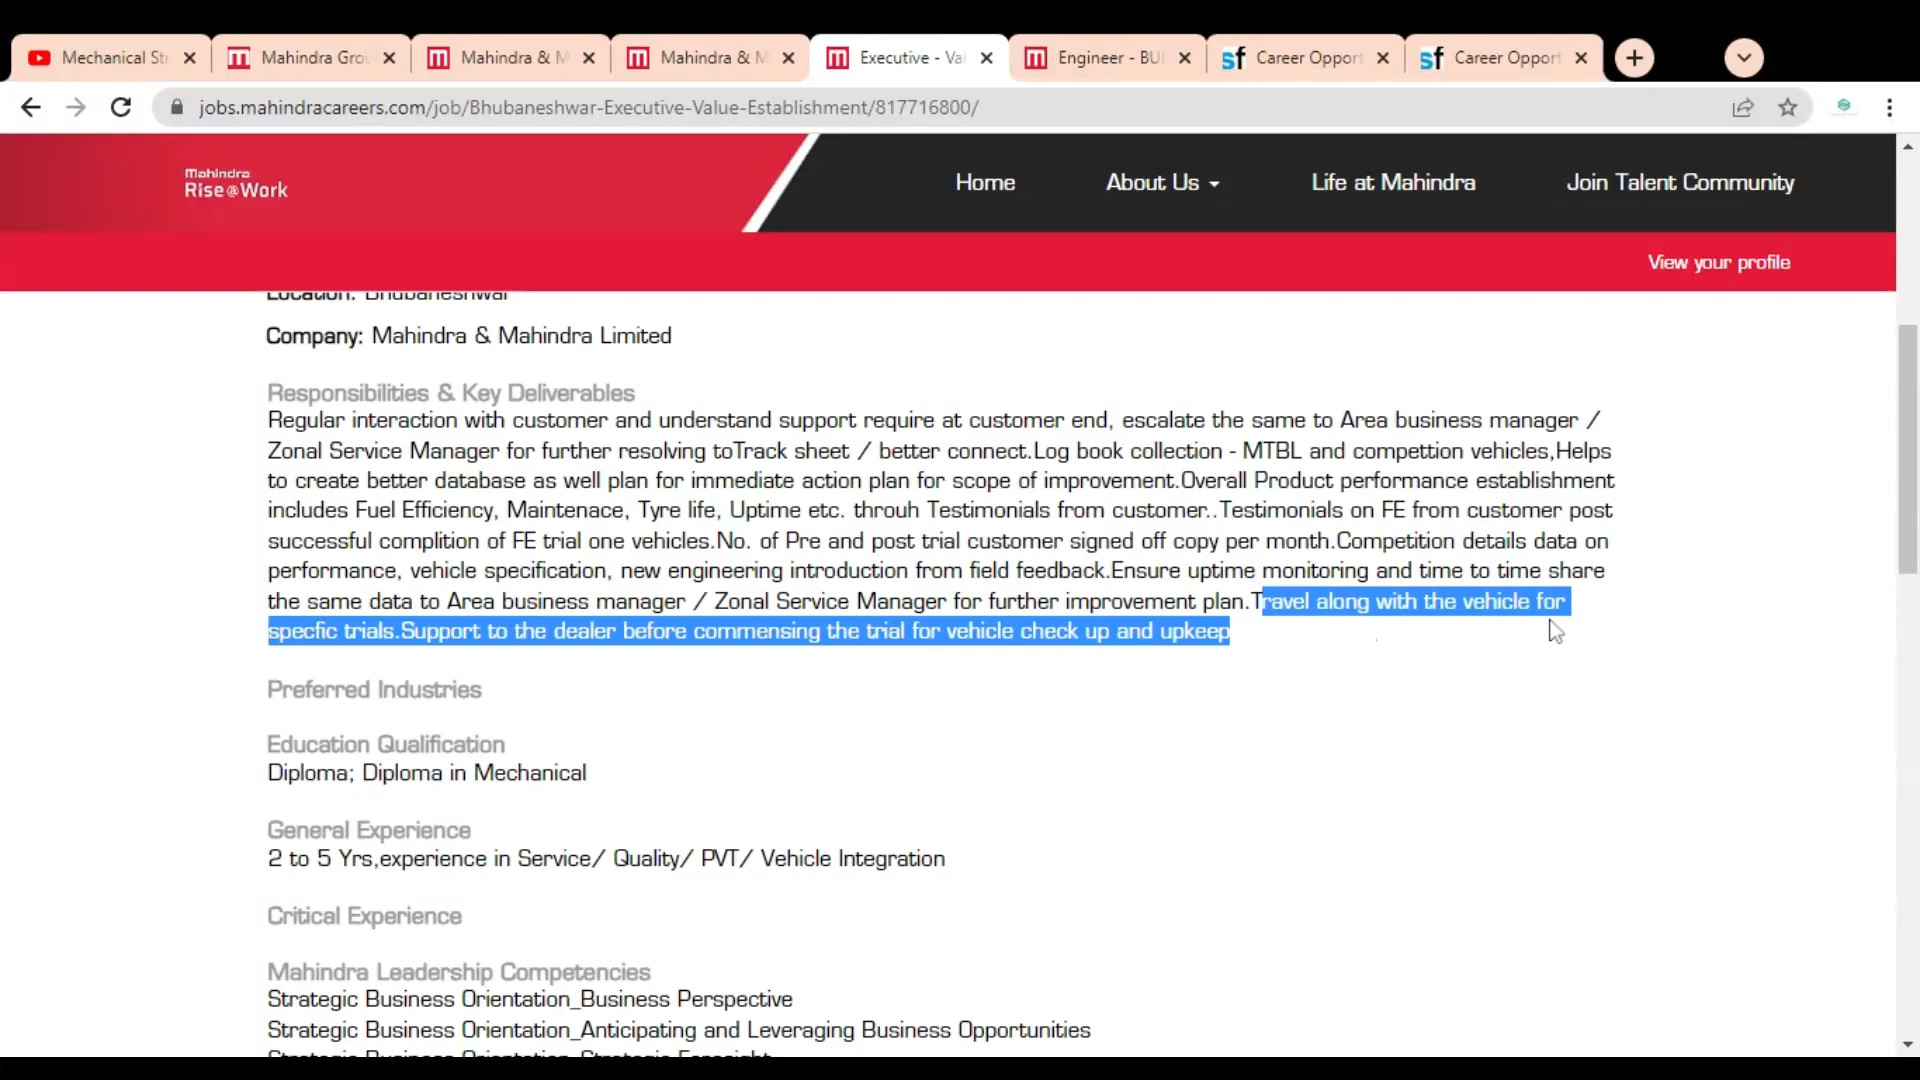 Mechanical St
Mahindra Gro
Mahindra & M
Mahindra & M
Executive - Val
Engineer - BUI
sf Career Opport
sf Career Opport
jobs.mahindracareers.com/job/Bhubaneshwar-Executive-Value-Establishment/817716800/
Mahindra
Rise@Work
Home
About Us
Life at Mahindra
Join Talent Community
View your profile
Location: Bhubaneshwar
Company: Mahindra & Mahindra Limited
Responsibilities & Key Deliverables
Regular interaction with customer and understand support require at customer end, escalate the same to Area business manager /
Zonal Service Manager for further resolving toTrack sheet / better connect.Log book collection - MTBL and competion vehicles,Helps
to create better database as well plan for immediate action plan for scope of improvement.Overall Product performance establishment
includes Fuel Efficiency, Maintenace, Tyre life, Uptime etc. throuh Testimonials from customer..Testimonials on FE from customer post
successful complition of FE trial one vehicles.No. of Pre and post trial customer signed off copy per month.Competition details data on
performance, vehicle specification, new engineering introduction from field feedback.Ensure uptime monitoring and time to time share
the same data to Area business manager / Zonal Service Manager for further improvement plan.Travel along with the vehicle for
specfic trials.Support to the dealer before commensing the trial for vehicle check up and upkeep
Preferred Industries
Education Qualification
Diploma; Diploma in Mechanical
General Experience
2 to 5 Yrs,experience in Service/ Quality/ PVT/ Vehicle Integration
Critical Experience
Mahindra Leadership Competencies
Strategic Business Orientation_Business Perspective
Strategic Business Orientation_Anticipating and Leveraging Business Opportunities
Strategic Business Orientation_Strategic Foresight